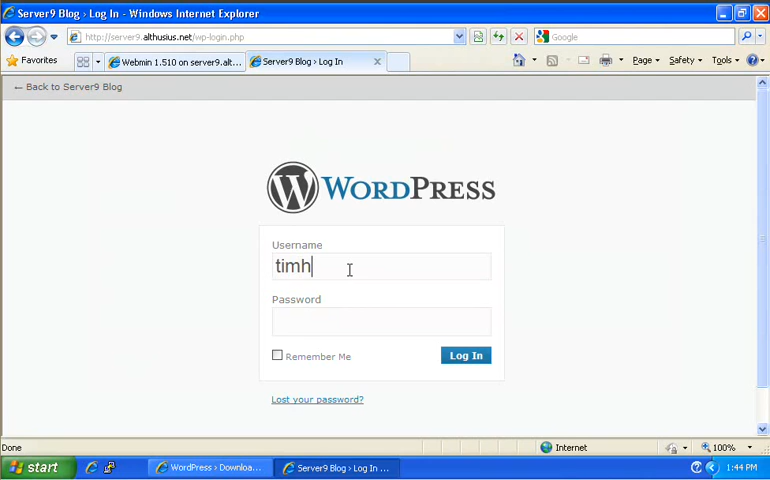 Server9 Blog › Log In - Windows Internet Explorer
http://server9.althusius.net/wp-login.php
Google
Favorites
Webmin 1.510 on server9.alt...
Server9 Blog › Log In
Page
Safety
Tools
← Back to Server9 Blog
WORDPRESS
Username
timh
Password
Remember Me
Log In
Lost your password?
Done
Internet
100%
start
WordPress › Downloa...
Server9 Blog › Log In ...
1:44 PM